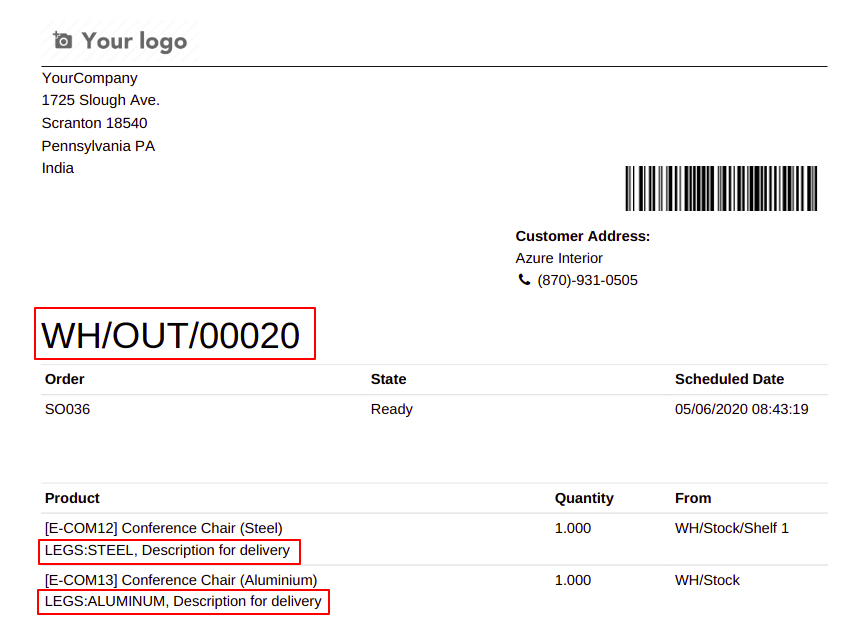 Your logo
YourCompany
1725 Slough Ave.
Scranton 18540
Pennsylvania PA
India
Customer Address:
Azure Interior
(870)-931-0505
WH/OUT/00020
Order State Scheduled Date
SO036 Ready 05/06/2020 08:43:19
Product Quantity From
[E-COM12] Conference Chair (Steel) 1.000 WH/Stock/Shelf 1
LEGS:STEEL, Description for delivery
[E-COM13] Conference Chair (Aluminium) 1.000 WH/Stock
LEGS:ALUMINUM, Description for delivery